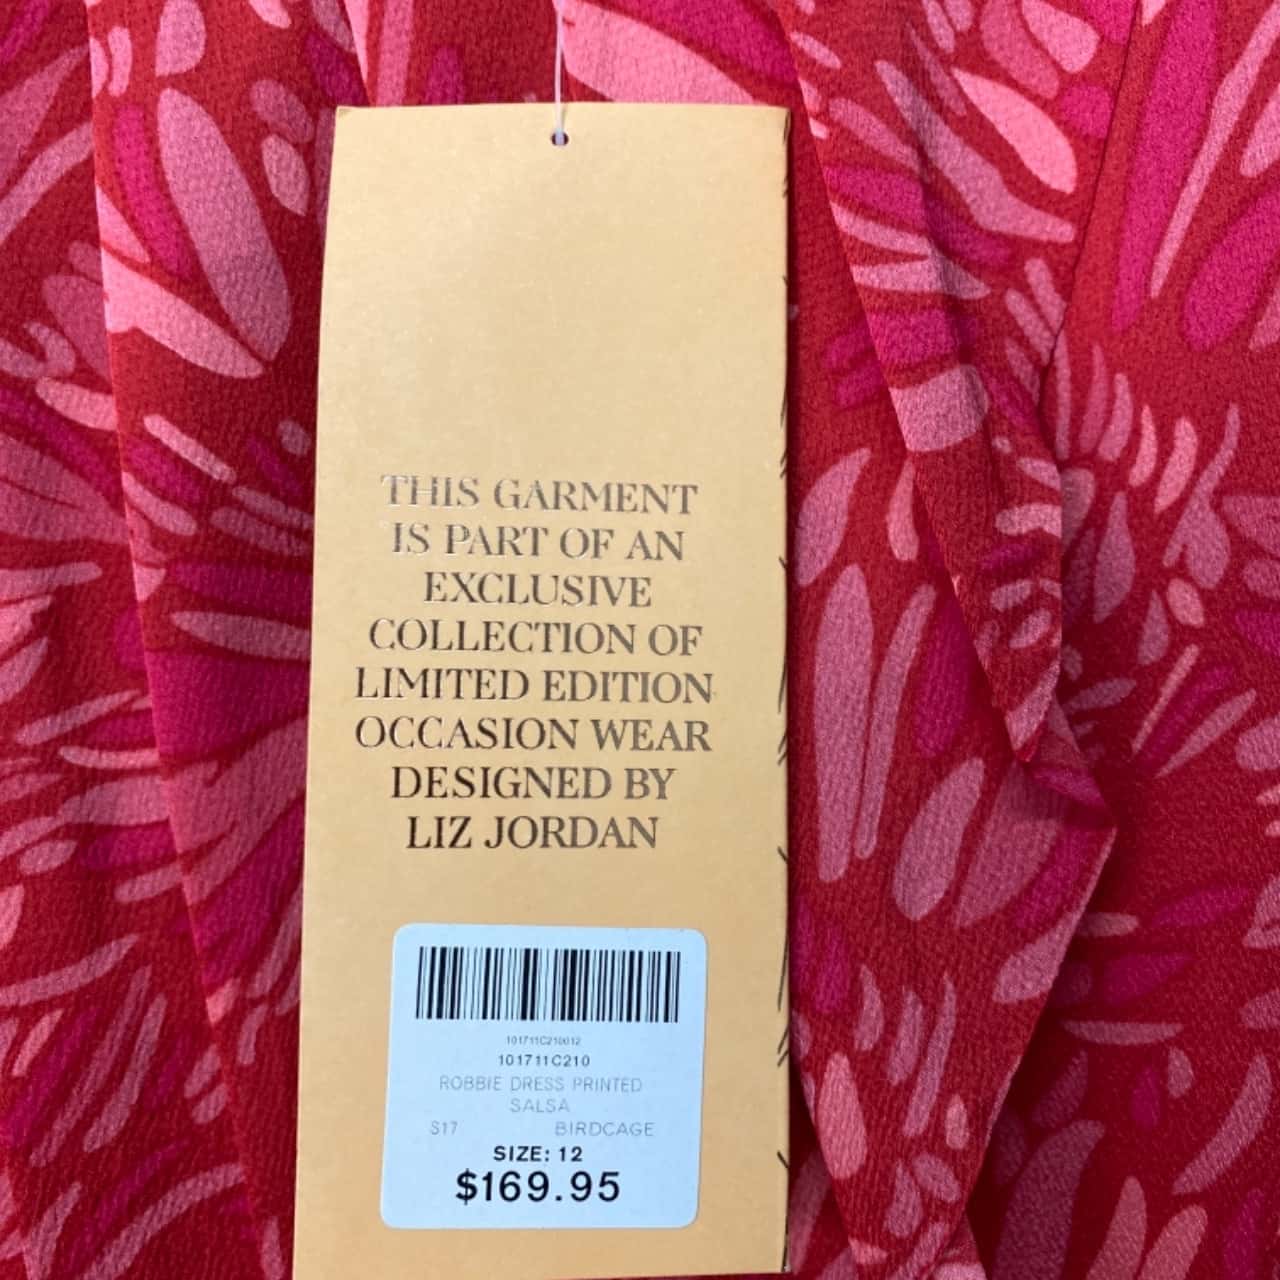 THIS GARMENT
IS PART OF AN
EXCLUSIVE
COLLECTION OF
LIMITED EDITION
OCCASION WEAR
DESIGNED BY
LIZ JORDAN
101711C210012
101711C210
ROBBIE DRESS PRINTED
SALSA
S17 BIRDCAGE
SIZE: 12
$169.95